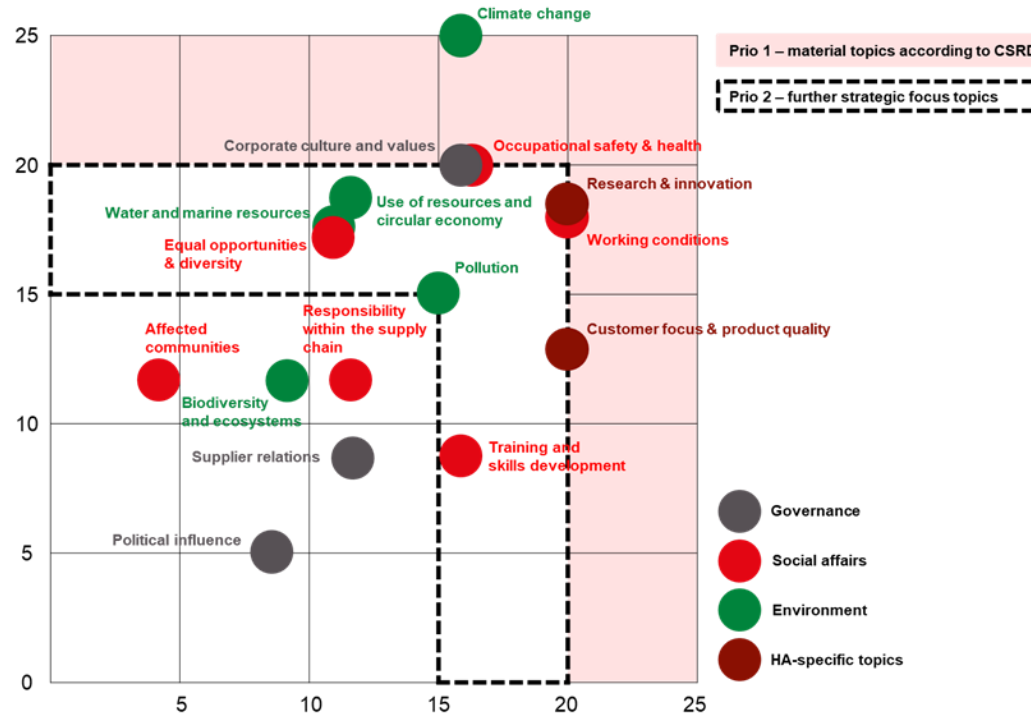 Climate change
25
Prio 1 – material topics according to CSRD
Prio 2 – further strategic focus topics
Corporate culture and values
Occupational safety & health
20
Research & innovation
Water and marine resources
Use of resources and
circular economy
Equal opportunities
& diversity
Working conditions
Pollution
15
Affected
communities
Responsibility
within the supply
chain
Customer focus & product quality
Biodiversity
and ecosystems
10
Supplier relations
Training and
skills development
Governance
Political influence
5
Social affairs
Environment
HA-specific topics
0
5
10
15
20
25